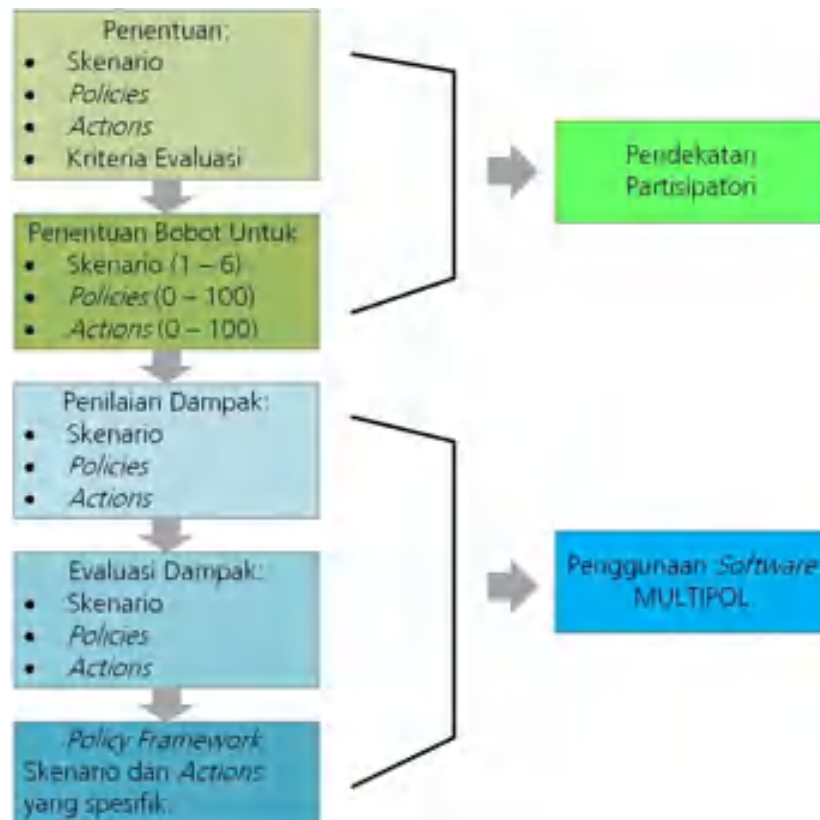 Penentuan:
• Skenario
• Policies
• Actions
• Kriteria Evaluasi
Penentuan Bobot Untuk
• Skenario (1 – 6)
• Policies (0 – 100)
• Actions (0 – 100)
Pendekatan
Partisipatori
Penilaian Dampak:
• Skenario
• Policies
• Actions
Evaluasi Dampak:
• Skenario
• Policies
• Actions
Policy Framework
Skenario dan Actions
yang spesifik.
Penggunaan Software
MULTIPOL